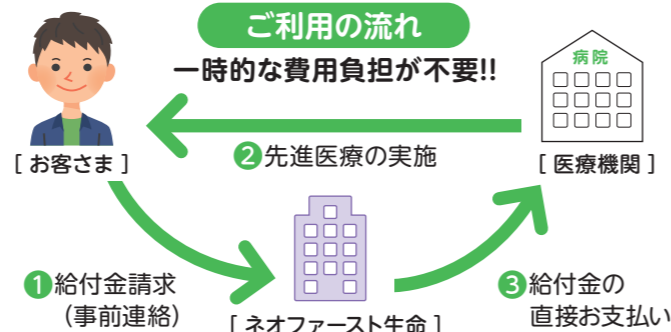 ご利用の流れ
一時的な費用負担が不要!!
病院
❷先進医療の実施
[ お客さま ]
[ 医療機関 ]
❶給付金請求
(事前連絡)
[ ネオファースト生命 ]
❸給付金の
直接お支払い